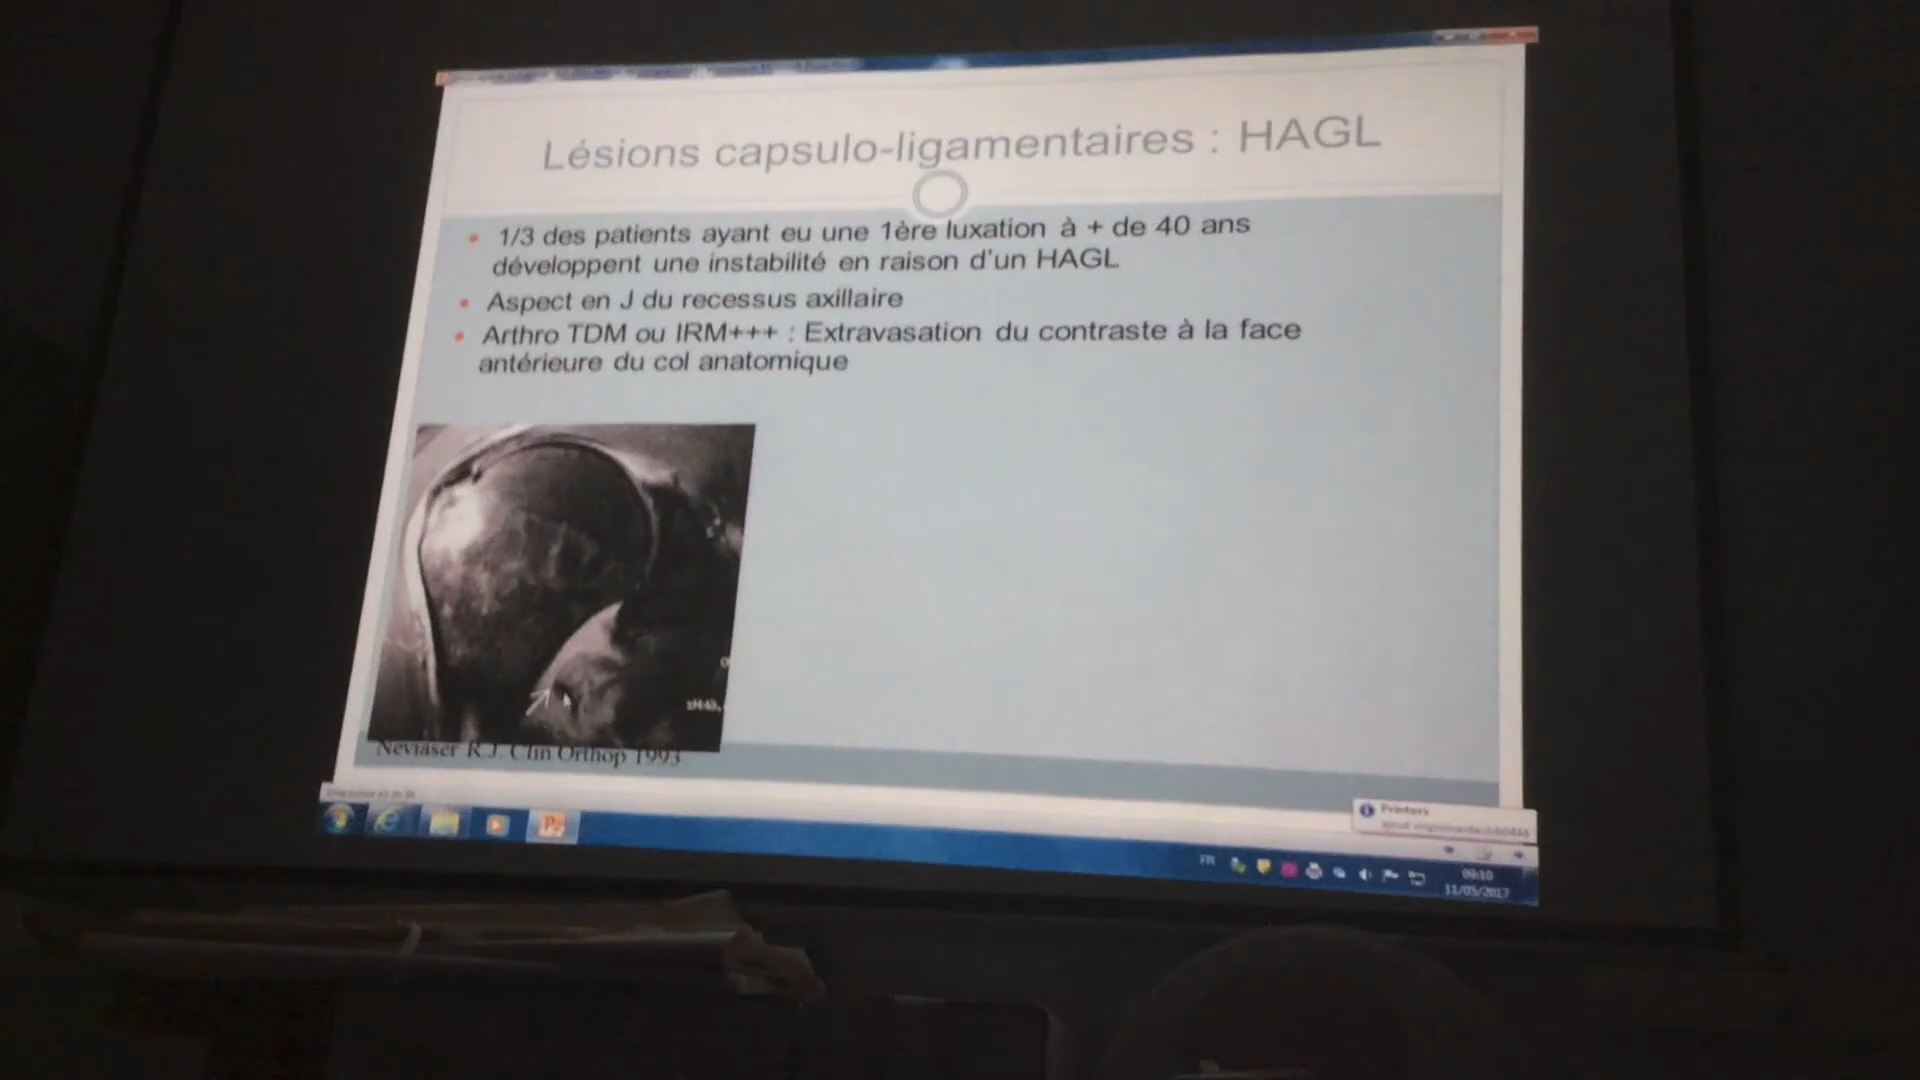 Lésions capsulo-ligamentaires : HAGL
1/3 des patients ayant eu une 1ère luxation à + de 40 ans
développent une instabilité en raison d'un HAGL
Aspect en J du recessus axillaire
Arthro TDM ou IRM+++ : Extravasation du contraste à la face
antérieure du col anatomique
Neviaser R.J. Clin Orthop 1993
Printers
FR
09:10
11/05/2017